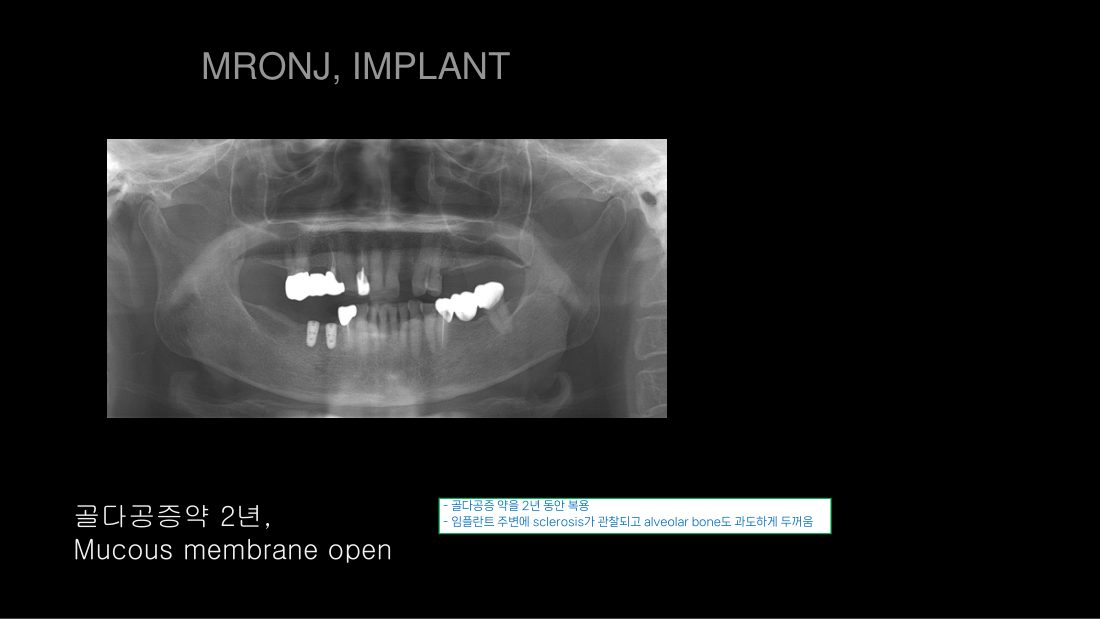 MRONJ, IMPLANT
골다공증약 2년,
Mucous membrane open
- 골다공증 약을 2년 동안 복용
- 임플란트 주변에 sclerosis가 관찰되고 alveolar bone도 과도하게 두꺼움